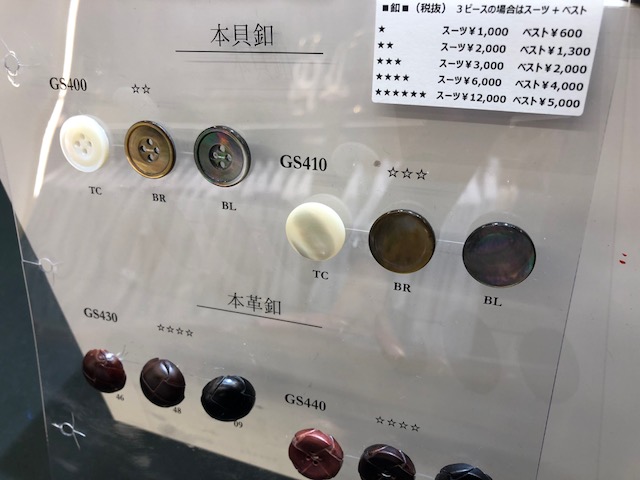 本貝釦
■釦■(税抜) 3ピースの場合はスーツ+ベスト
★ スーツ¥1,000 ベスト¥600
★★ スーツ¥2,000 ベスト¥1,300
★★★ スーツ¥3,000 ベスト¥2,000
★★★★ スーツ¥6,000 ベスト¥4,000
★★★★★★ スーツ¥12,000 ベスト¥5,000
GS400 ☆☆
TC BR BL
GS410 ☆☆☆
TC BR BL
本革釦
GS430 ☆☆☆☆
46 48 09
GS440 ☆☆☆☆